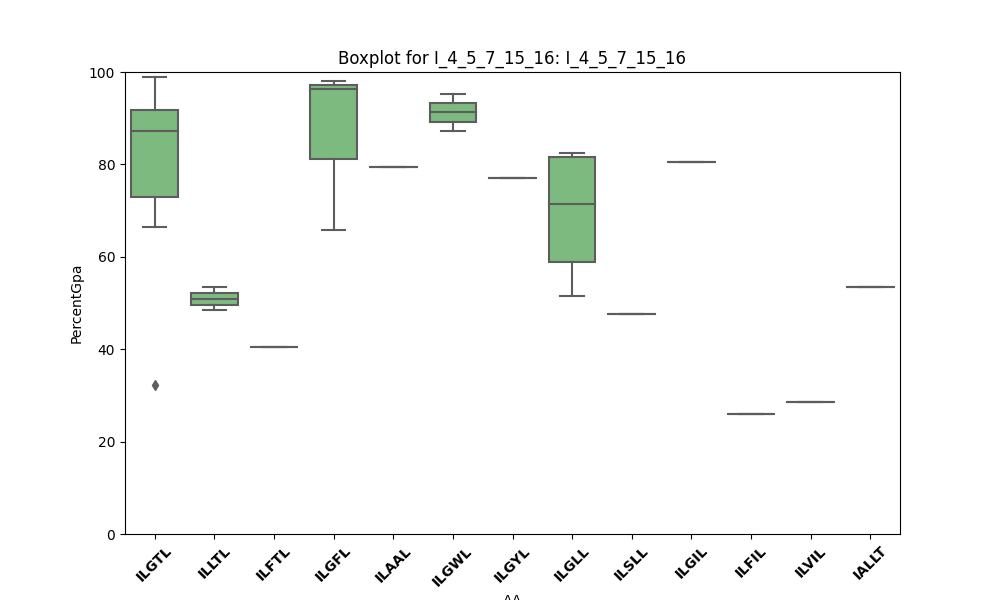 Boxplot for I_4_5_7_15_16: I_4_5_7_15_16
PercentGpa
100
80
60
40
20
0
ILGTL
ILLTL
ILFTL
ILGFL
ILAAL
ILGWL
ILGYL
ILGLL
ILSLL
ILGIL
ILFIL
ILVIL
IALLT
AA